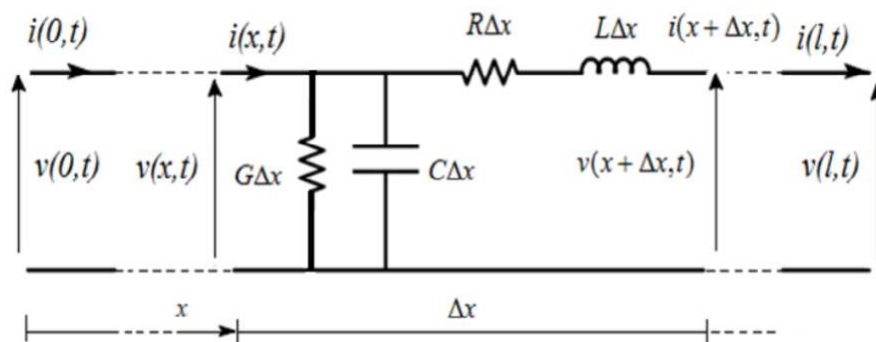 i(0,t) i(x,t) RΔx LΔx i(x+Δx,t) i(l,t)
v(0,t) v(x,t) GΔx CΔx v(x+Δx,t) v(l,t)
x Δx